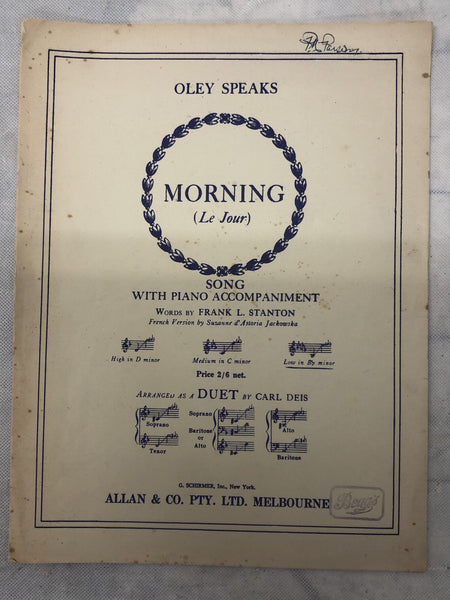 OLEY SPEAKS
MORNING
(Le Jour)
SONG
WITH PIANO ACCOMPANIMENT
WORDS BY FRANK L. STANTON
French Version by Susanne d'Astoria Jackowska
High in D minor
Medium in C minor
Low in B♭ minor
Price 2/6 net.
ARRANGED AS A DUET BY CARL DEIS
Soprano
Tenor
Soprano
Baritone
or
Alto
Alto
Baritone
G. SCHIRMER, Inc., New York.
ALLAN & CO. PTY. LTD. MELBOURNE